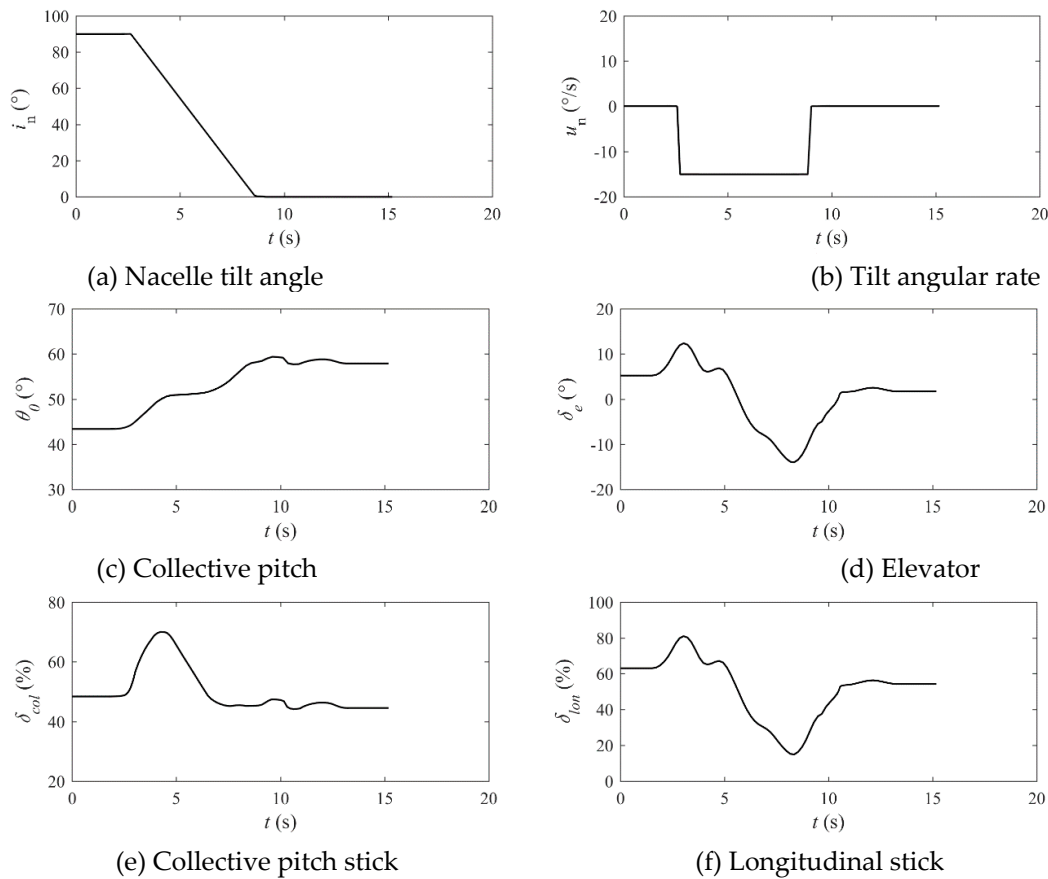 100
80
60
40
20
0
i_n (°)
0 5 10 15 20
t (s)
(a) Nacelle tilt angle
20
10
0
-10
-20
u_n (°/s)
0 5 10 15 20
t (s)
(b) Tilt angular rate
70
60
50
40
30
θ_0 (°)
0 5 10 15 20
t (s)
(c) Collective pitch
20
10
0
-10
-20
δ_e (°)
0 5 10 15 20
t (s)
(d) Elevator
80
60
40
20
δ_col (%)
0 5 10 15 20
t (s)
(e) Collective pitch stick
100
80
60
40
20
0
δ_lon (%)
0 5 10 15 20
t (s)
(f) Longitudinal stick